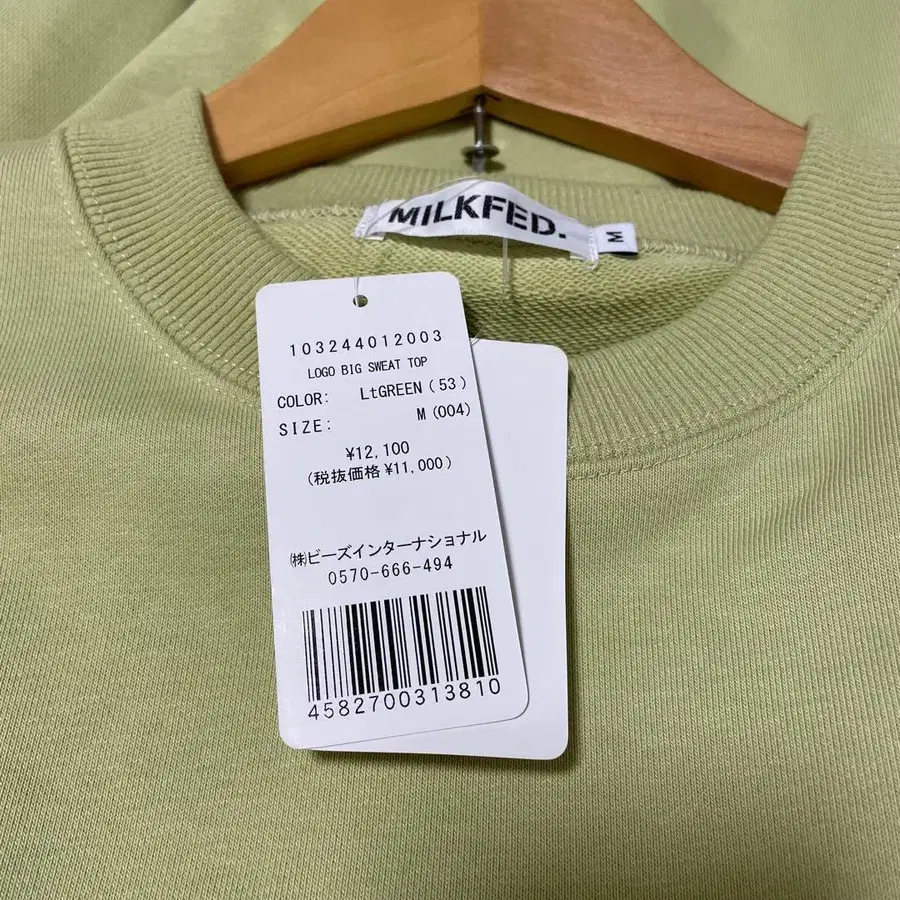 MILKFED.
M
103244012003
LOGO BIG SWEAT TOP
COLOR: LtGREEN(53)
SIZE: M(004)
¥12,100
(税抜価格¥11,000)
㈱ビーズインターナショナル
0570-666-494
4582700313810